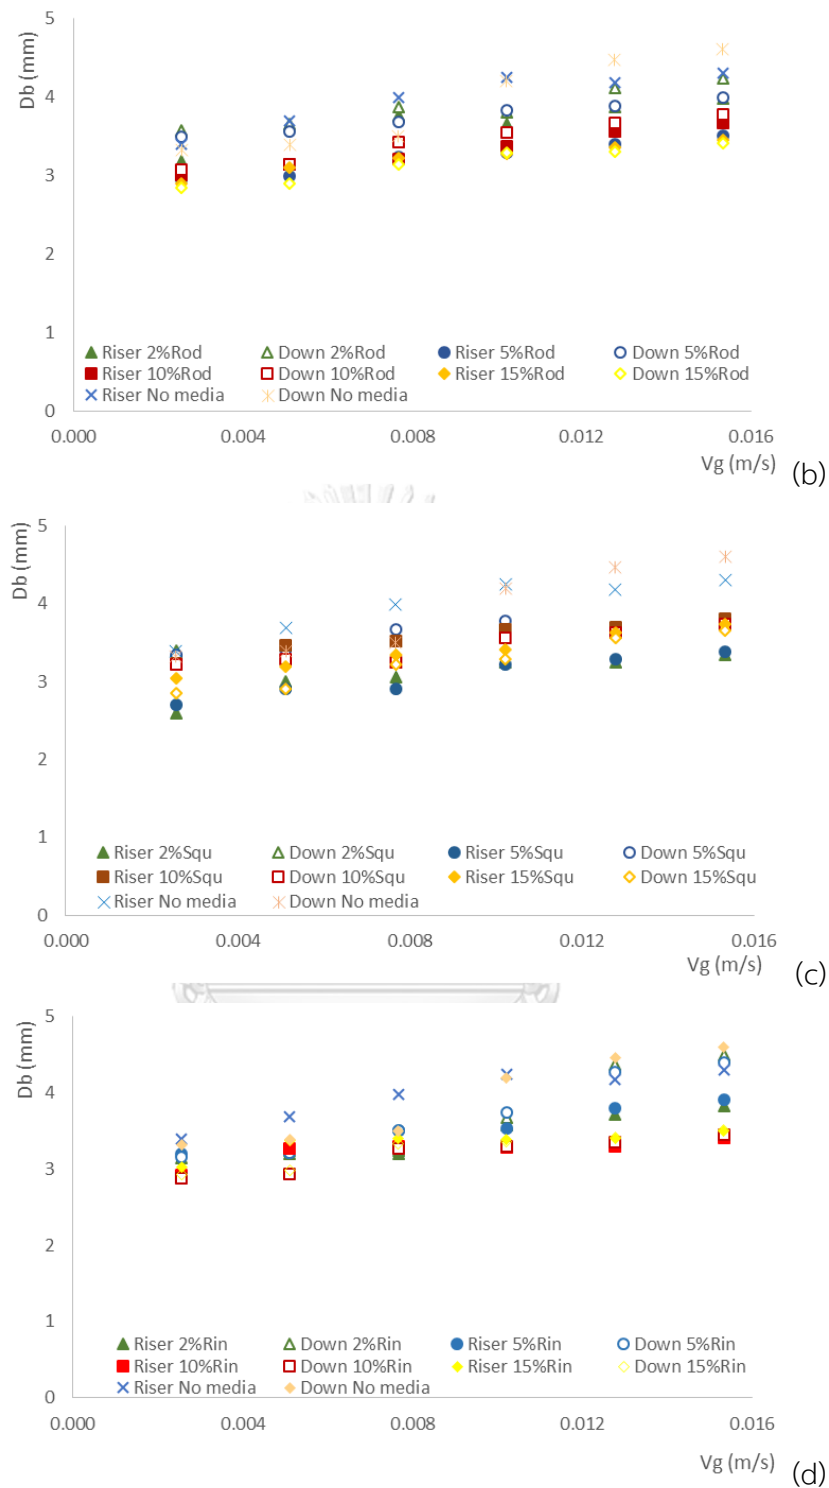 Db (mm)
5
4
3
2
1
0
Riser 2%Rod Down 2%Rod Riser 5%Rod Down 5%Rod
Riser 10%Rod Down 10%Rod Riser 15%Rod Down 15%Rod
Riser No media Down No media
0.000 0.004 0.008 0.012 0.016
Vg (m/s)
(b)
Db (mm)
5
4
3
2
1
0
Riser 2%Squ Down 2%Squ Riser 5%Squ Down 5%Squ
Riser 10%Squ Down 10%Squ Riser 15%Squ Down 15%Squ
Riser No media Down No media
0.000 0.004 0.008 0.012 0.016
Vg (m/s)
(c)
Db (mm)
5
4
3
2
1
0
Riser 2%Rin Down 2%Rin Riser 5%Rin Down 5%Rin
Riser 10%Rin Down 10%Rin Riser 15%Rin Down 15%Rin
Riser No media Down No media
0.000 0.004 0.008 0.012 0.016
Vg (m/s)
(d)